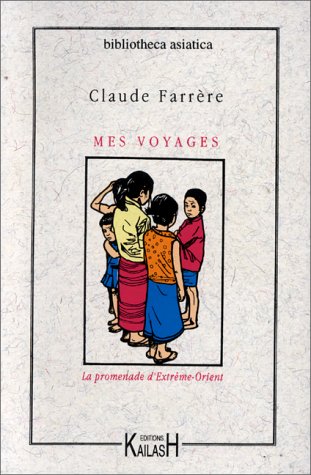 bibliotheca asiatica
Claude Farrère
MES VOYAGES
La promenade d'Extrême-Orient
EDITIONS
KAILASH